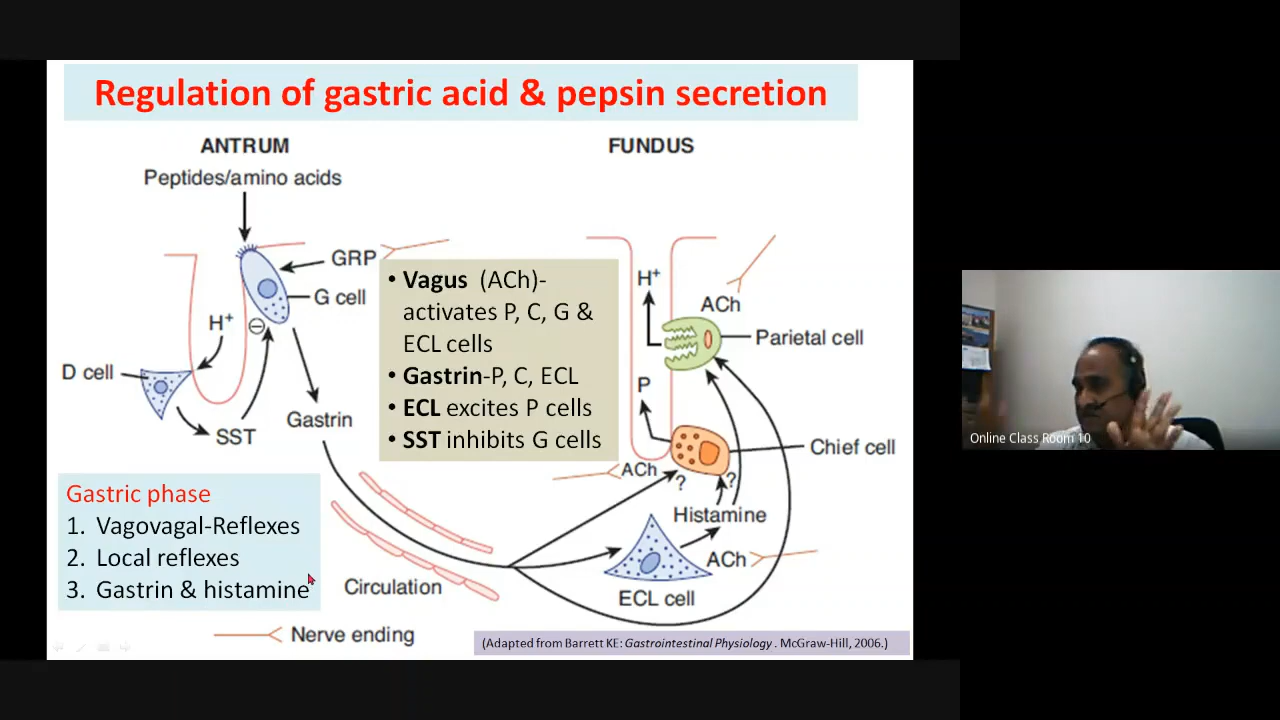 Regulation of gastric acid & pepsin secretion
ANTRUM
FUNDUS
Peptides/amino acids
GRP
G cell
H+
⊖
D cell
SST
Gastrin
• Vagus (ACh)-
activates P, C, G &
ECL cells
• Gastrin-P, C, ECL
• ECL excites P cells
• SST inhibits G cells
H+
ACh
Parietal cell
P
Chief cell
ACh
?
?
Histamine
ACh
ECL cell
Gastric phase
1. Vagovagal-Reflexes
2. Local reflexes
3. Gastrin & histamine
Circulation
Nerve ending
(Adapted from Barrett KE: Gastrointestinal Physiology . McGraw-Hill, 2006.)
Online Class Room 10